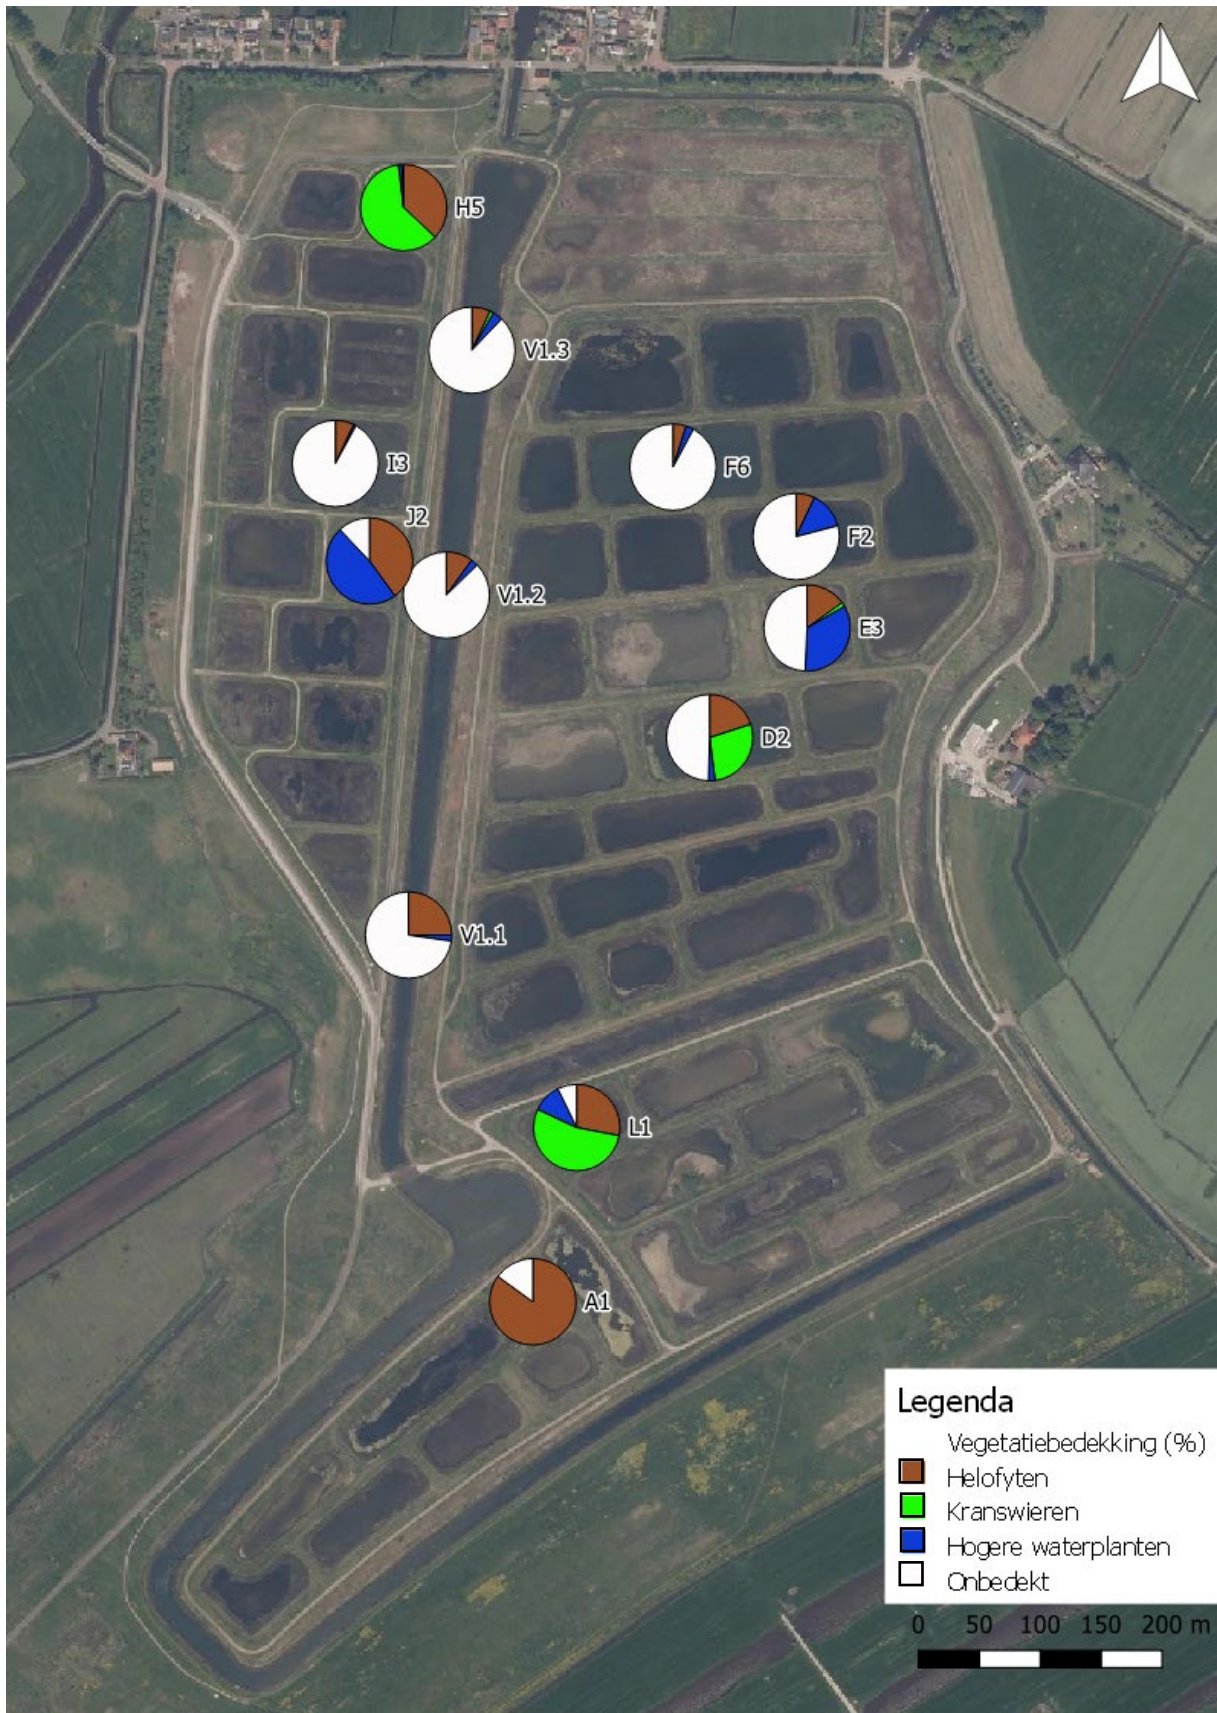 H5
V1.3
I3
F6
J2
F2
V1.2
E3
D2
V1.1
L1
A1
Legenda
Vegetatiebedekking (%)
Helofyten
Kranswieren
Hogere waterplanten
Onbedekt
0 50 100 150 200 m